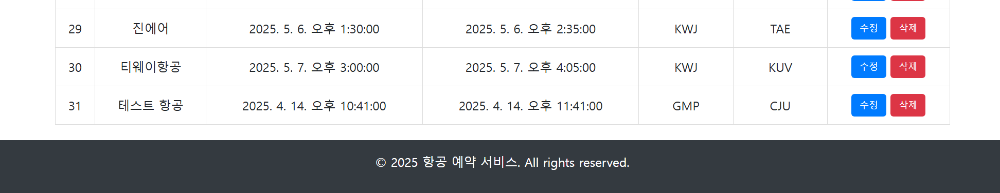 29 진에어 2025. 5. 6. 오후 1:30:00 2025. 5. 6. 오후 2:35:00 KWJ TAE 수정 삭제
30 티웨이항공 2025. 5. 7. 오후 3:00:00 2025. 5. 7. 오후 4:05:00 KWJ KUV 수정 삭제
31 테스트 항공 2025. 4. 14. 오후 10:41:00 2025. 4. 14. 오후 11:41:00 GMP CJU 수정 삭제
© 2025 항공 예약 서비스. All rights reserved.